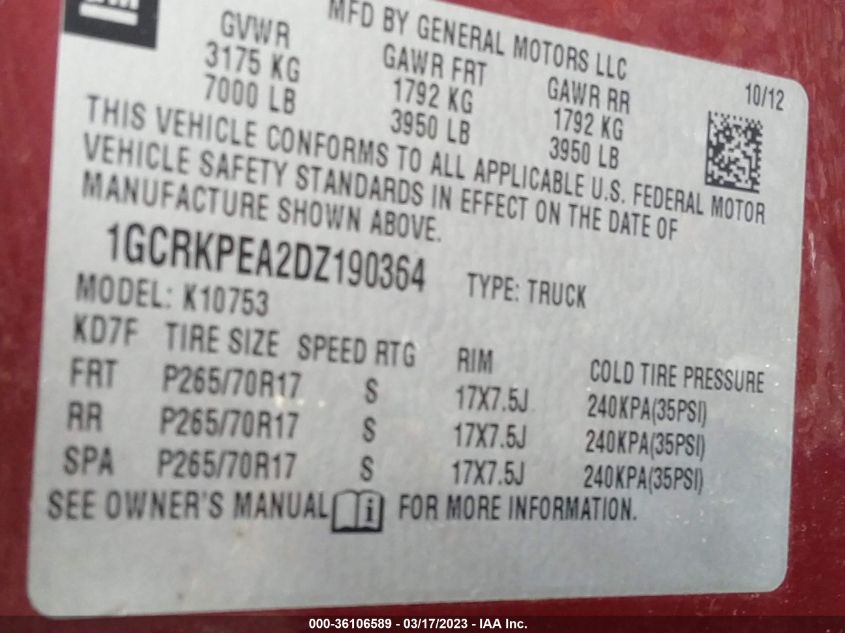 GM
MFD BY GENERAL MOTORS LLC
10/12
GVWR GAWR FRT GAWR RR
3175 KG 1792 KG 1792 KG
7000 LB 3950 LB 3950 LB
THIS VEHICLE CONFORMS TO ALL APPLICABLE U.S. FEDERAL MOTOR
VEHICLE SAFETY STANDARDS IN EFFECT ON THE DATE OF
MANUFACTURE SHOWN ABOVE.
1GCRKPEA2DZ190364 TYPE: TRUCK
MODEL: K10753
KD7F TIRE SIZE SPEED RTG RIM COLD TIRE PRESSURE
FRT P265/70R17 S 17X7.5J 240KPA(35PSI)
RR P265/70R17 S 17X7.5J 240KPA(35PSI)
SPA P265/70R17 S 17X7.5J 240KPA(35PSI)
SEE OWNER'S MANUAL i FOR MORE INFORMATION.
000-36106589 — 03/17/2023 — IAA Inc.